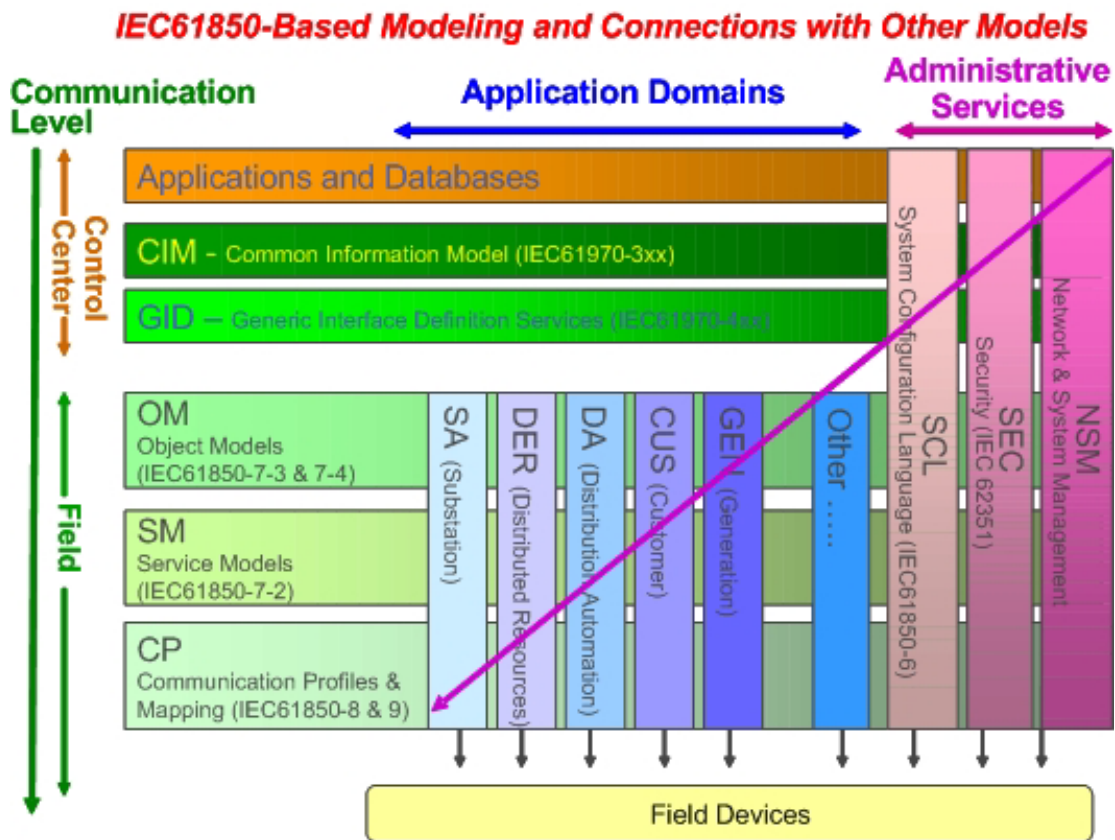 IEC61850-Based Modeling and Connections with Other Models
Communication
Level
Application Domains
Administrative
Services
Control
Center
Field
Applications and Databases
CIM - Common Information Model (IEC61970-3xx)
GID – Generic Interface Definition Services (IEC61970-4xx)
OM
Object Models
(IEC61850-7-3 & 7-4)
SM
Service Models
(IEC61850-7-2)
CP
Communication Profiles &
Mapping (IEC61850-8 & 9)
SA (Substation)
DER (Distributed Resources)
DA (Distribution Automation)
CUS (Customer)
GEN (Generation)
Other .....
SCL
System Configuration Language (IEC61850-6)
SEC
Security (IEC 62351)
NSM
Network & System Management
Field Devices